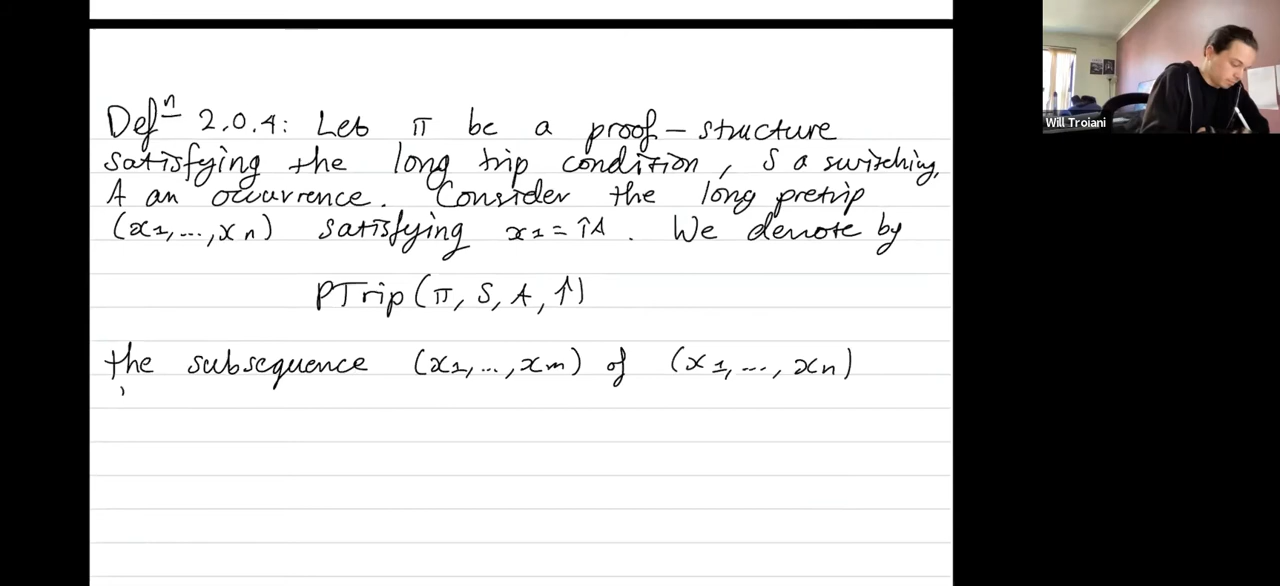 Defⁿ 2.0.4: Let π be a proof-structure
satisfying the long trip condition, S a switching,
A an occurrence. Consider the long pretrip
(x1,...,xn) satisfying x1=↑A. We denote by
PTrip(π, S, A, ↑)
the subsequence (x1,...,xm) of (x1,...,xn)
Will Troiani